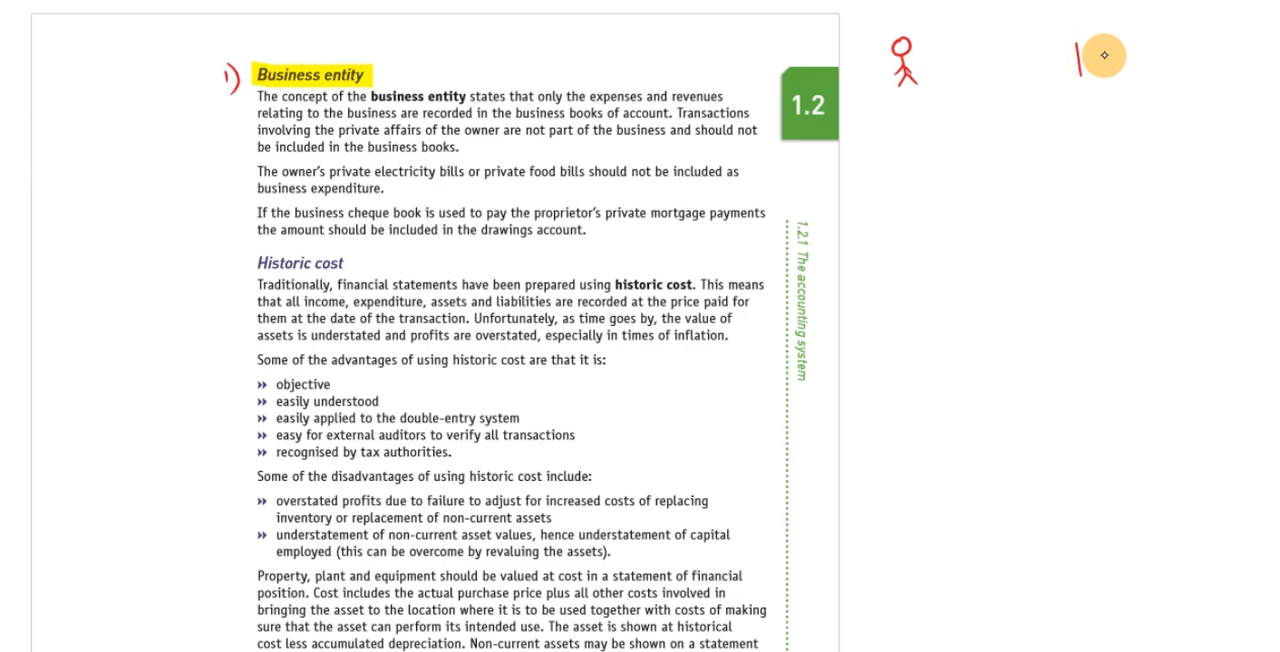 1)
Business entity
The concept of the business entity states that only the expenses and revenues
relating to the business are recorded in the business books of account. Transactions
involving the private affairs of the owner are not part of the business and should not
be included in the business books.
The owner's private electricity bills or private food bills should not be included as
business expenditure.
If the business cheque book is used to pay the proprietor's private mortgage payments
the amount should be included in the drawings account.
Historic cost
Traditionally, financial statements have been prepared using historic cost. This means
that all income, expenditure, assets and liabilities are recorded at the price paid for
them at the date of the transaction. Unfortunately, as time goes by, the value of
assets is understated and profits are overstated, especially in times of inflation.
Some of the advantages of using historic cost are that it is:
» objective
» easily understood
» easily applied to the double-entry system
» easy for external auditors to verify all transactions
» recognised by tax authorities.
Some of the disadvantages of using historic cost include:
» overstated profits due to failure to adjust for increased costs of replacing
inventory or replacement of non-current assets
» understatement of non-current asset values, hence understatement of capital
employed (this can be overcome by revaluing the assets).
Property, plant and equipment should be valued at cost in a statement of financial
position. Cost includes the actual purchase price plus all other costs involved in
bringing the asset to the location where it is to be used together with costs of making
sure that the asset can perform its intended use. The asset is shown at historical
cost less accumulated depreciation. Non-current assets may be shown on a statement
1.2
1.2.1 The accounting system